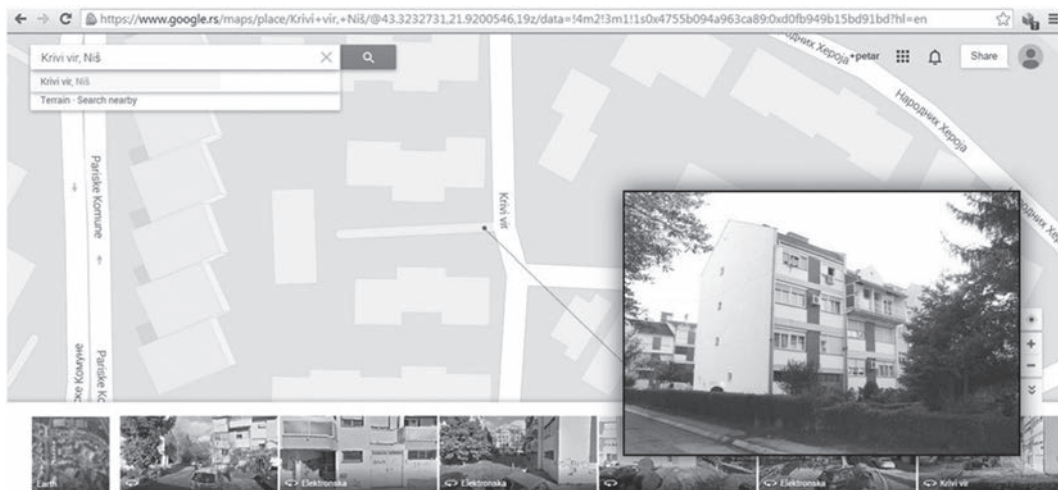 https://www.google.rs/maps/place/Krivi+vir,+Niš/@43.3232731,21.9200546,19z/data=!4m2!3m1!1s0x4755b094a963ca89:0xd0fb949b15bd91bd?hl=en
Krivi vir, Niš
Krivi vir, Niš
Terrain · Search nearby
+petar
Share
Народних Хероја
Народних Хероја
Народних Хероја
Pariske Komune
Krivi vir
Pariske
Earth
Elektronska
Elektronska
Elektronska
Krivi vir